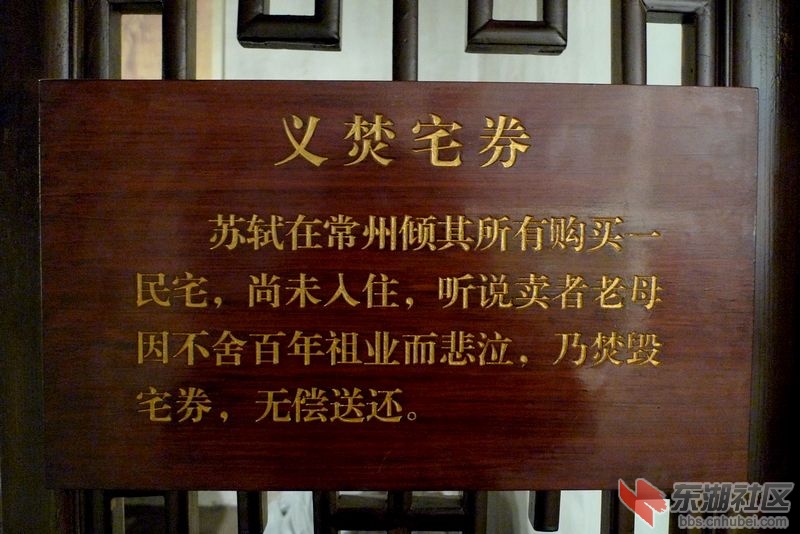 义焚宅券
苏轼在常州倾其所有购买一
民宅，尚未入住，听说卖者老母
因不舍百年祖业而悲泣，乃焚毁
宅券，无偿送还。
东湖社区
bbs.cnhubei.com